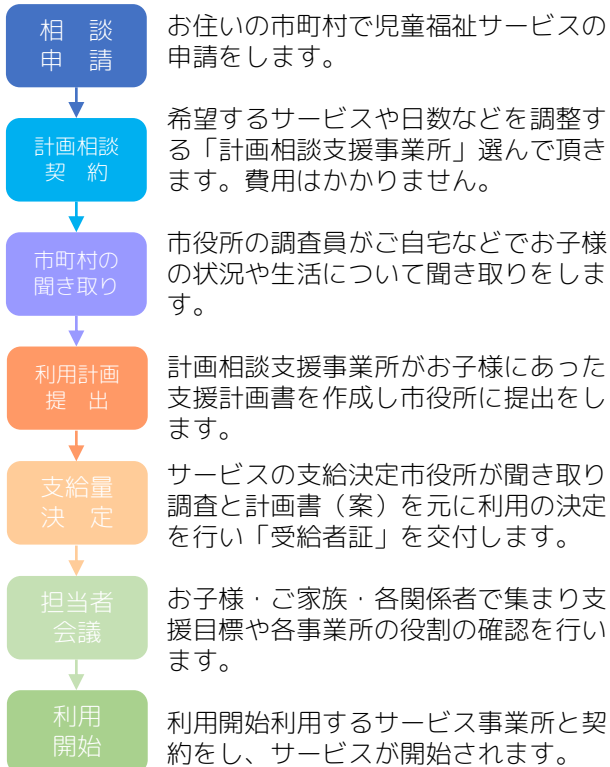 相　談
申　請
お住いの市町村で児童福祉サービスの
申請をします。
計画相談
契　約
希望するサービスや日数などを調整す
る「計画相談支援事業所」選んで頂き
ます。費用はかかりません。
市町村の
聞き取り
市役所の調査員がご自宅などでお子様
の状況や生活について聞き取りをしま
す。
利用計画
提　出
計画相談支援事業所がお子様にあった
支援計画書を作成し市役所に提出をし
ます。
支給量
決　定
サービスの支給決定市役所が聞き取り
調査と計画書（案）を元に利用の決定
を行い「受給者証」を交付します。
担当者
会議
お子様・ご家族・各関係者で集まり支
援目標や各事業所の役割の確認を行い
ます。
利用
開始
利用開始利用するサービス事業所と契
約をし、サービスが開始されます。